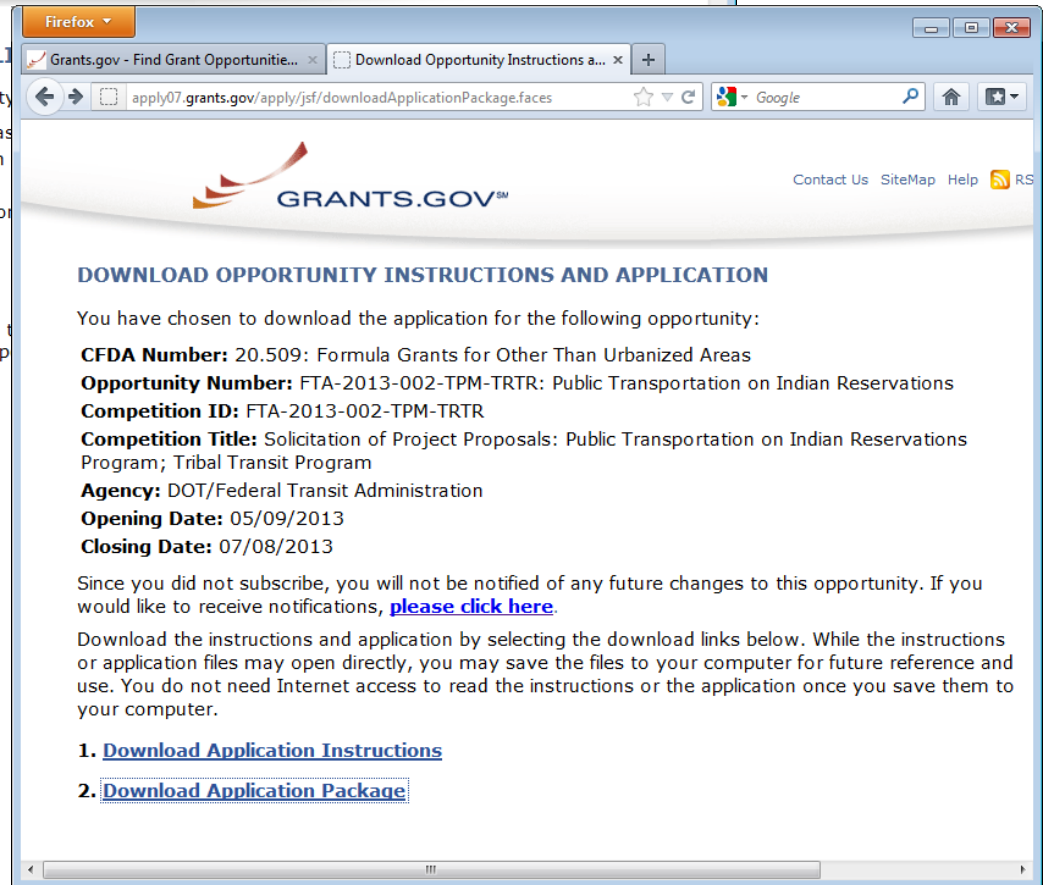 Firefox
Grants.gov - Find Grant Opportunitie...
Download Opportunity Instructions a...
apply07.grants.gov/apply/jsf/downloadApplicationPackage.faces
Google
GRANTS.GOV℠
Contact Us SiteMap Help RS
DOWNLOAD OPPORTUNITY INSTRUCTIONS AND APPLICATION
You have chosen to download the application for the following opportunity:
CFDA Number: 20.509: Formula Grants for Other Than Urbanized Areas
Opportunity Number: FTA-2013-002-TPM-TRTR: Public Transportation on Indian Reservations
Competition ID: FTA-2013-002-TPM-TRTR
Competition Title: Solicitation of Project Proposals: Public Transportation on Indian Reservations
Program; Tribal Transit Program
Agency: DOT/Federal Transit Administration
Opening Date: 05/09/2013
Closing Date: 07/08/2013
Since you did not subscribe, you will not be notified of any future changes to this opportunity. If you
would like to receive notifications, please click here.
Download the instructions and application by selecting the download links below. While the instructions
or application files may open directly, you may save the files to your computer for future reference and
use. You do not need Internet access to read the instructions or the application once you save them to
your computer.
1. Download Application Instructions
2. Download Application Package